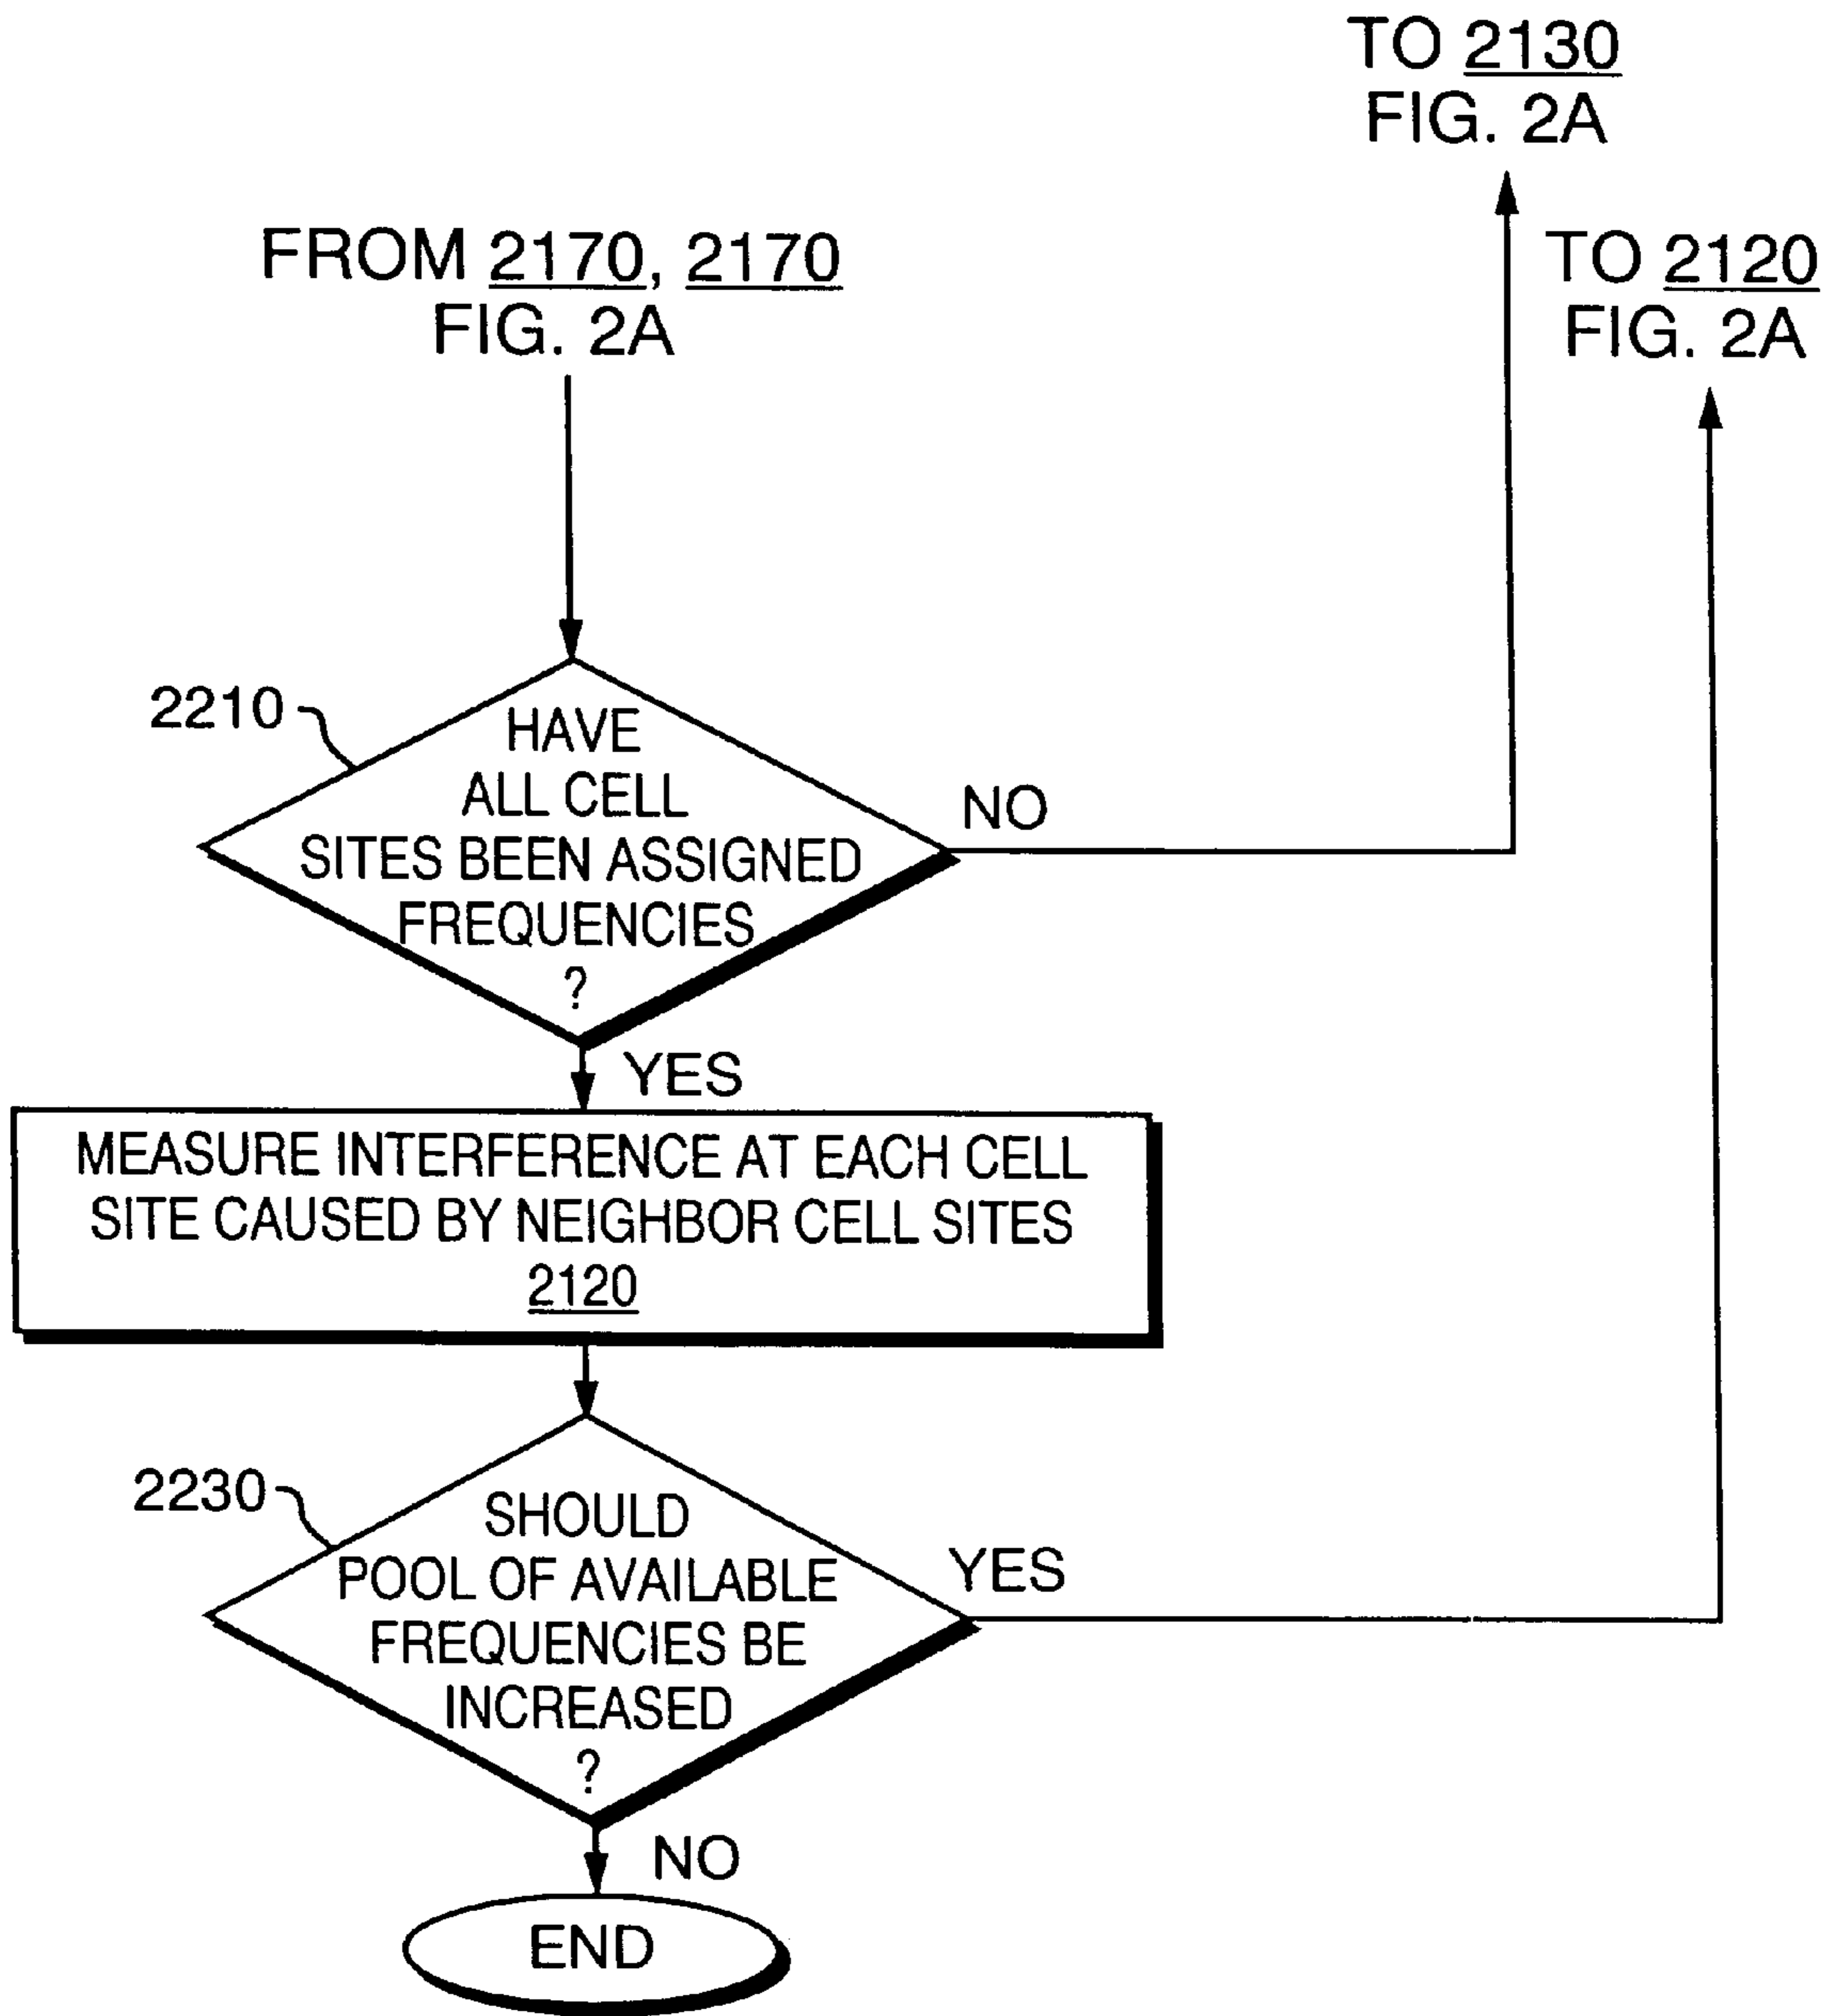 TO 2130
FIG. 2A
FROM 2170, 2170
FIG. 2A
TO 2120
FIG. 2A
2210
HAVE
ALL CELL
SITES BEEN ASSIGNED
FREQUENCIES
?
NO
YES
MEASURE INTERFERENCE AT EACH CELL
SITE CAUSED BY NEIGHBOR CELL SITES
2120
2230
SHOULD
POOL OF AVAILABLE
FREQUENCIES BE
INCREASED
?
YES
NO
END